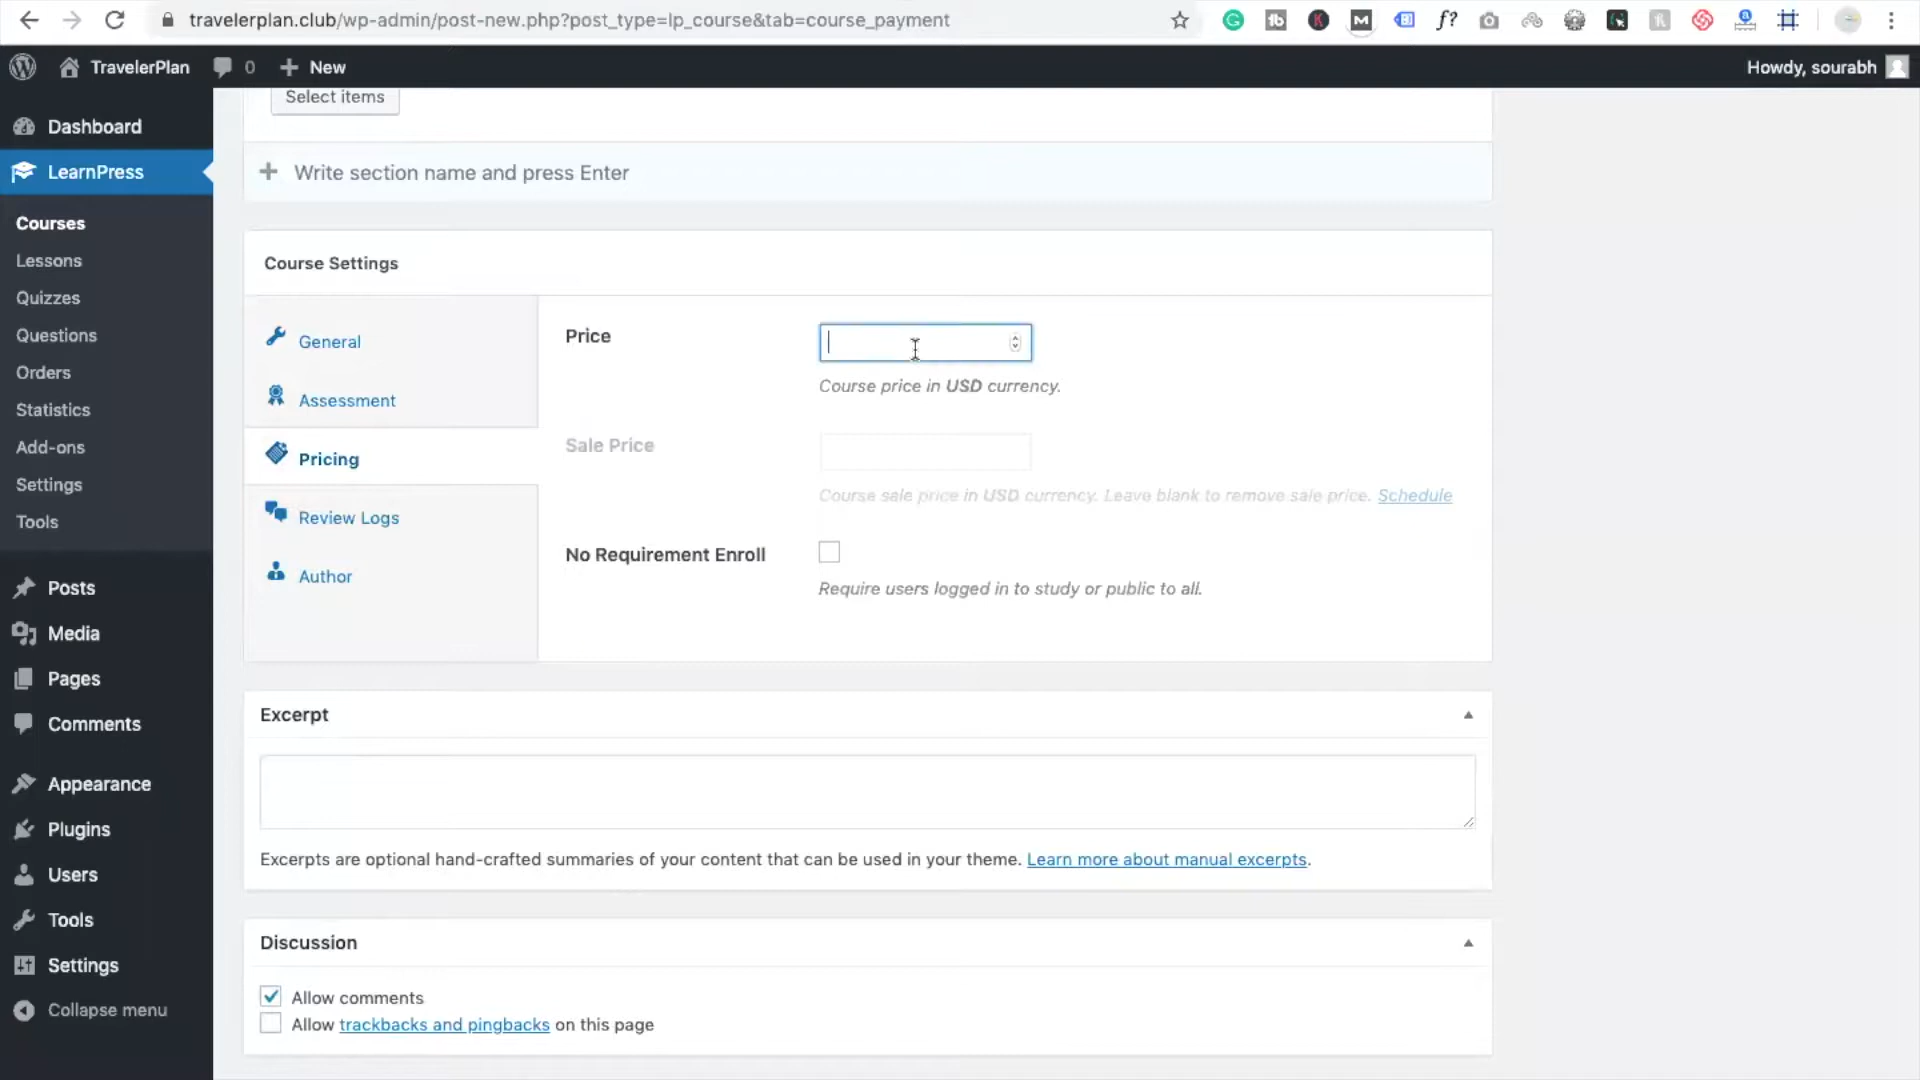 travelerplan.club/wp-admin/post-new.php?post_type=lp_course&tab=course_payment
TravelerPlan
0
New
Howdy, sourabh
Dashboard
LearnPress
Courses
Lessons
Quizzes
Questions
Orders
Statistics
Add-ons
Settings
Tools
Posts
Media
Pages
Comments
Appearance
Plugins
Users
Tools
Settings
Collapse menu
Select items
Write section name and press Enter
Course Settings
General
Assessment
Pricing
Review Logs
Author
Price
Course price in USD currency.
Sale Price
Course sale price in USD currency. Leave blank to remove sale price. Schedule
No Requirement Enroll
Require users logged in to study or public to all.
Excerpt
Excerpts are optional hand-crafted summaries of your content that can be used in your theme. Learn more about manual excerpts.
Discussion
Allow comments
Allow trackbacks and pingbacks on this page